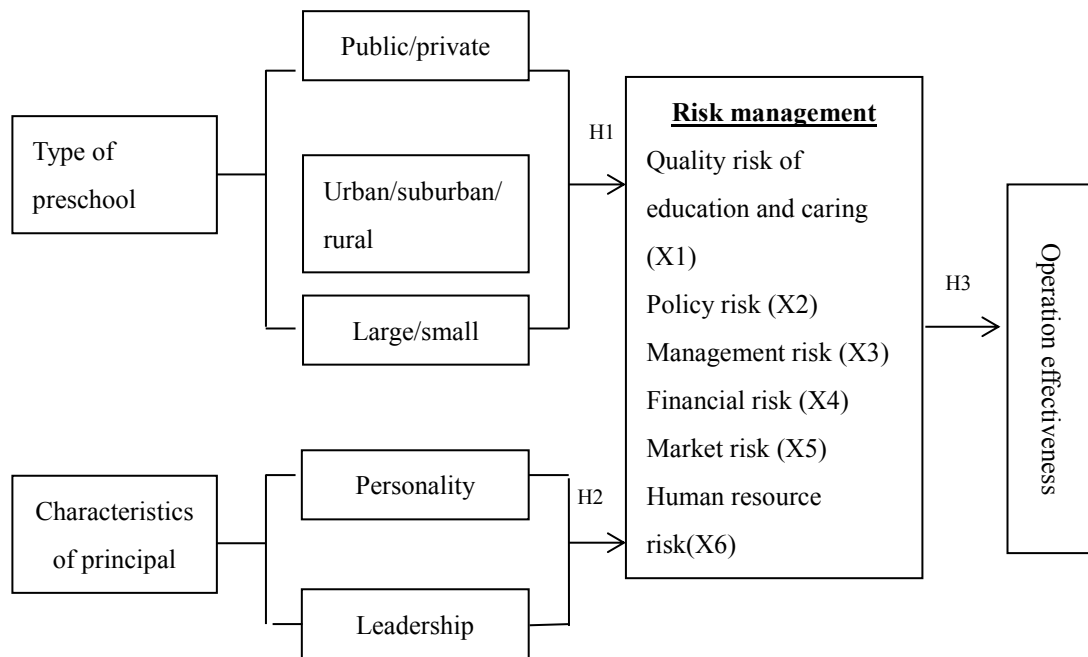 Public/private
Type of
preschool
Urban/suburban/
rural
Large/small
H1
Risk management
Quality risk of
education and caring
(X1)
Policy risk (X2)
Management risk (X3)
Financial risk (X4)
Market risk (X5)
Human resource
risk(X6)
H3
Operation effectiveness
Characteristics
of principal
Personality
H2
Leadership